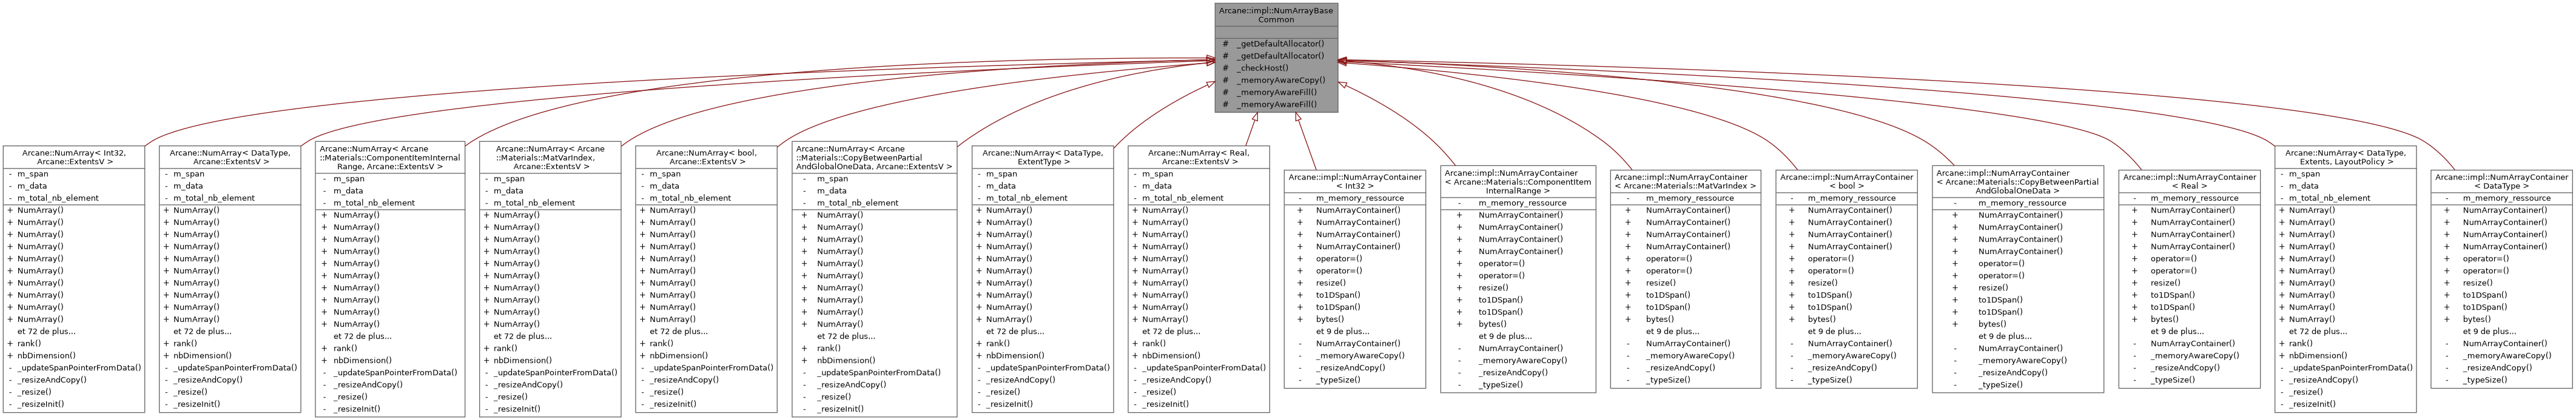 Arcane::impl::NumArrayBase
Common
# _getDefaultAllocator()
# _getDefaultAllocator()
# _checkHost()
# _memoryAwareCopy()
# _memoryAwareFill()
# _memoryAwareFill()
Arcane::NumArray< Int32,
Arcane::ExtentsV >
- m_span
- m_data
- m_total_nb_element
+ NumArray()
+ NumArray()
+ NumArray()
+ NumArray()
+ NumArray()
+ NumArray()
+ NumArray()
+ NumArray()
+ NumArray()
+ NumArray()
et 72 de plus...
+ rank()
+ nbDimension()
- _updateSpanPointerFromData()
- _resizeAndCopy()
- _resize()
- _resizeInit()
Arcane::NumArray< DataType,
Arcane::ExtentsV >
- m_span
- m_data
- m_total_nb_element
+ NumArray()
+ NumArray()
+ NumArray()
+ NumArray()
+ NumArray()
+ NumArray()
+ NumArray()
+ NumArray()
+ NumArray()
+ NumArray()
et 72 de plus...
+ rank()
+ nbDimension()
- _updateSpanPointerFromData()
- _resizeAndCopy()
- _resize()
- _resizeInit()
Arcane::NumArray< Arcane
::Materials::ComponentItemInternal
Range, Arcane::ExtentsV >
- m_span
- m_data
- m_total_nb_element
+ NumArray()
+ NumArray()
+ NumArray()
+ NumArray()
+ NumArray()
+ NumArray()
+ NumArray()
+ NumArray()
+ NumArray()
+ NumArray()
et 72 de plus...
+ rank()
+ nbDimension()
- _updateSpanPointerFromData()
- _resizeAndCopy()
- _resize()
- _resizeInit()
Arcane::NumArray< Arcane
::Materials::MatVarIndex,
Arcane::ExtentsV >
- m_span
- m_data
- m_total_nb_element
+ NumArray()
+ NumArray()
+ NumArray()
+ NumArray()
+ NumArray()
+ NumArray()
+ NumArray()
+ NumArray()
+ NumArray()
+ NumArray()
et 72 de plus...
+ rank()
+ nbDimension()
- _updateSpanPointerFromData()
- _resizeAndCopy()
- _resize()
- _resizeInit()
Arcane::NumArray< bool,
Arcane::ExtentsV >
- m_span
- m_data
- m_total_nb_element
+ NumArray()
+ NumArray()
+ NumArray()
+ NumArray()
+ NumArray()
+ NumArray()
+ NumArray()
+ NumArray()
+ NumArray()
+ NumArray()
et 72 de plus...
+ rank()
+ nbDimension()
- _updateSpanPointerFromData()
- _resizeAndCopy()
- _resize()
- _resizeInit()
Arcane::NumArray< Arcane
::Materials::CopyBetweenPartial
AndGlobalOneData, Arcane::ExtentsV >
- m_span
- m_data
- m_total_nb_element
+ NumArray()
+ NumArray()
+ NumArray()
+ NumArray()
+ NumArray()
+ NumArray()
+ NumArray()
+ NumArray()
+ NumArray()
+ NumArray()
et 72 de plus...
+ rank()
+ nbDimension()
- _updateSpanPointerFromData()
- _resizeAndCopy()
- _resize()
- _resizeInit()
Arcane::NumArray< DataType,
ExtentType >
- m_span
- m_data
- m_total_nb_element
+ NumArray()
+ NumArray()
+ NumArray()
+ NumArray()
+ NumArray()
+ NumArray()
+ NumArray()
+ NumArray()
+ NumArray()
+ NumArray()
et 72 de plus...
+ rank()
+ nbDimension()
- _updateSpanPointerFromData()
- _resizeAndCopy()
- _resize()
- _resizeInit()
Arcane::NumArray< Real,
Arcane::ExtentsV >
- m_span
- m_data
- m_total_nb_element
+ NumArray()
+ NumArray()
+ NumArray()
+ NumArray()
+ NumArray()
+ NumArray()
+ NumArray()
+ NumArray()
+ NumArray()
+ NumArray()
et 72 de plus...
+ rank()
+ nbDimension()
- _updateSpanPointerFromData()
- _resizeAndCopy()
- _resize()
- _resizeInit()
Arcane::impl::NumArrayContainer
< Int32 >
- m_memory_ressource
+ NumArrayContainer()
+ NumArrayContainer()
+ NumArrayContainer()
+ NumArrayContainer()
+ operator=()
+ operator=()
+ resize()
+ to1DSpan()
+ to1DSpan()
+ bytes()
et 9 de plus...
- NumArrayContainer()
- _memoryAwareCopy()
- _resizeAndCopy()
- _typeSize()
Arcane::impl::NumArrayContainer
< Arcane::Materials::ComponentItem
InternalRange >
- m_memory_ressource
+ NumArrayContainer()
+ NumArrayContainer()
+ NumArrayContainer()
+ NumArrayContainer()
+ operator=()
+ operator=()
+ resize()
+ to1DSpan()
+ to1DSpan()
+ bytes()
et 9 de plus...
- NumArrayContainer()
- _memoryAwareCopy()
- _resizeAndCopy()
- _typeSize()
Arcane::impl::NumArrayContainer
< Arcane::Materials::MatVarIndex >
- m_memory_ressource
+ NumArrayContainer()
+ NumArrayContainer()
+ NumArrayContainer()
+ NumArrayContainer()
+ operator=()
+ operator=()
+ resize()
+ to1DSpan()
+ to1DSpan()
+ bytes()
et 9 de plus...
- NumArrayContainer()
- _memoryAwareCopy()
- _resizeAndCopy()
- _typeSize()
Arcane::impl::NumArrayContainer
< bool >
- m_memory_ressource
+ NumArrayContainer()
+ NumArrayContainer()
+ NumArrayContainer()
+ NumArrayContainer()
+ operator=()
+ operator=()
+ resize()
+ to1DSpan()
+ to1DSpan()
+ bytes()
et 9 de plus...
- NumArrayContainer()
- _memoryAwareCopy()
- _resizeAndCopy()
- _typeSize()
Arcane::impl::NumArrayContainer
< Arcane::Materials::CopyBetweenPartial
AndGlobalOneData >
- m_memory_ressource
+ NumArrayContainer()
+ NumArrayContainer()
+ NumArrayContainer()
+ NumArrayContainer()
+ operator=()
+ operator=()
+ resize()
+ to1DSpan()
+ to1DSpan()
+ bytes()
et 9 de plus...
- NumArrayContainer()
- _memoryAwareCopy()
- _resizeAndCopy()
- _typeSize()
Arcane::impl::NumArrayContainer
< Real >
- m_memory_ressource
+ NumArrayContainer()
+ NumArrayContainer()
+ NumArrayContainer()
+ NumArrayContainer()
+ operator=()
+ operator=()
+ resize()
+ to1DSpan()
+ to1DSpan()
+ bytes()
et 9 de plus...
- NumArrayContainer()
- _memoryAwareCopy()
- _resizeAndCopy()
- _typeSize()
Arcane::NumArray< DataType,
Extents, LayoutPolicy >
- m_span
- m_data
- m_total_nb_element
+ NumArray()
+ NumArray()
+ NumArray()
+ NumArray()
+ NumArray()
+ NumArray()
+ NumArray()
+ NumArray()
+ NumArray()
+ NumArray()
et 72 de plus...
+ rank()
+ nbDimension()
- _updateSpanPointerFromData()
- _resizeAndCopy()
- _resize()
- _resizeInit()
Arcane::impl::NumArrayContainer
< DataType >
- m_memory_ressource
+ NumArrayContainer()
+ NumArrayContainer()
+ NumArrayContainer()
+ NumArrayContainer()
+ operator=()
+ operator=()
+ resize()
+ to1DSpan()
+ to1DSpan()
+ bytes()
et 9 de plus...
- NumArrayContainer()
- _memoryAwareCopy()
- _resizeAndCopy()
- _typeSize()